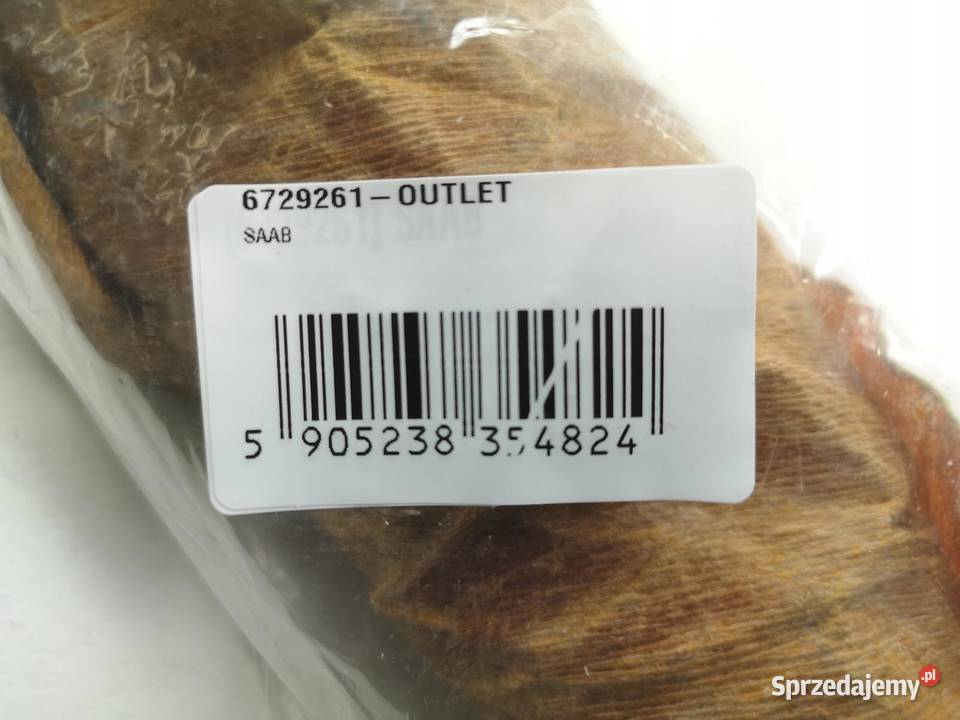 6729261-OUTLET
SAAB
5 905238 354824
Sprzedajemy.pl